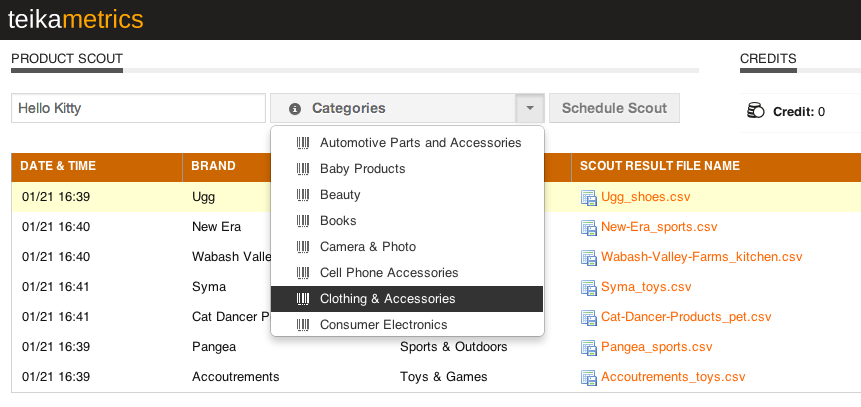 teikametrics
PRODUCT SCOUT
CREDITS
Hello Kitty
Categories
Schedule Scout
Credit: 0
Automotive Parts and Accessories
Baby Products
Beauty
Books
Camera & Photo
Cell Phone Accessories
Clothing & Accessories
Consumer Electronics
DATE & TIME BRAND SCOUT RESULT FILE NAME
01/21 16:39 Ugg Ugg_shoes.csv
01/21 16:40 New Era New-Era_sports.csv
01/21 16:40 Wabash Valle Wabash-Valley-Farms_kitchen.csv
01/21 16:41 Syma Syma_toys.csv
01/21 16:41 Cat Dancer P Cat-Dancer-Products_pet.csv
01/21 16:39 Pangea Sports & Outdoors Pangea_sports.csv
01/21 16:39 Accoutrements Toys & Games Accoutrements_toys.csv